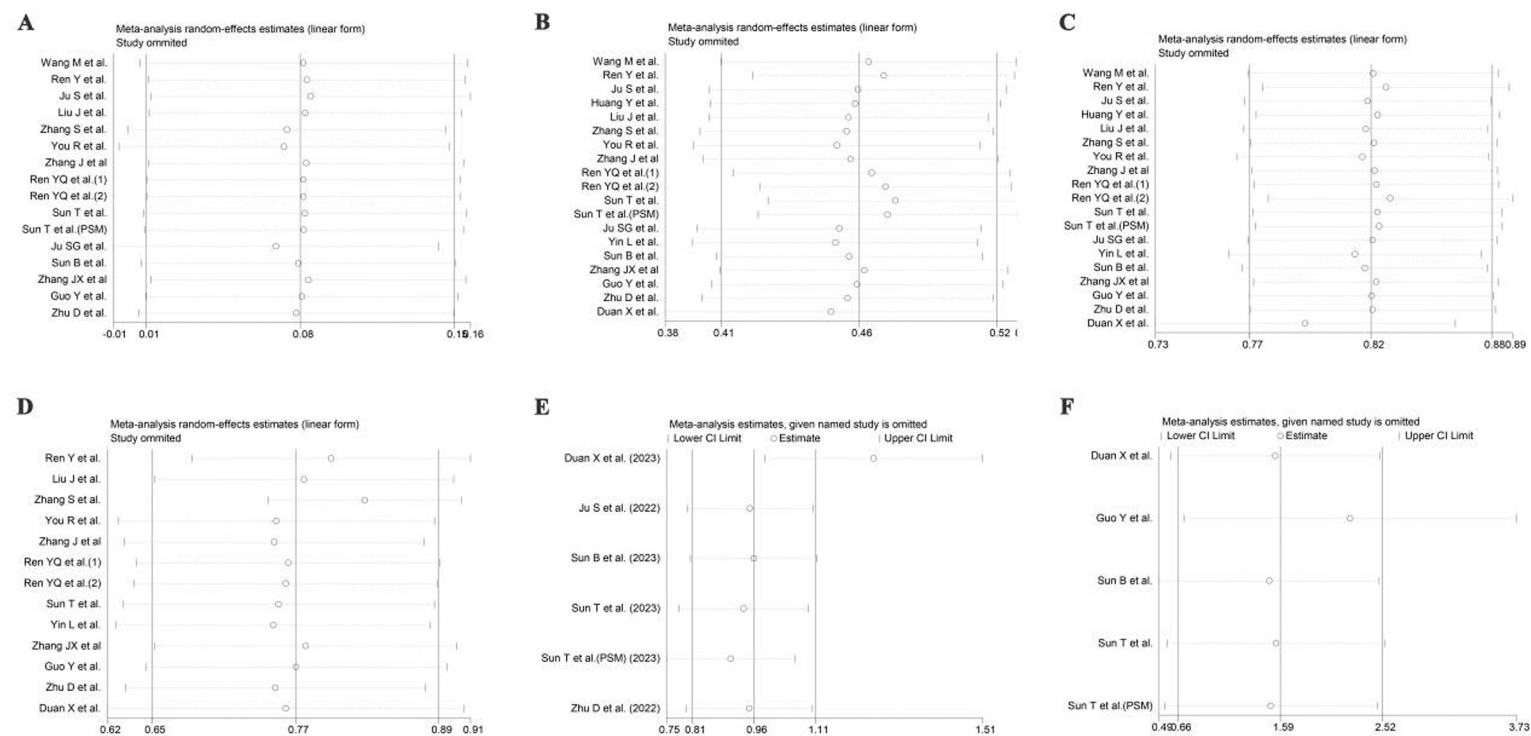 A
Meta-analysis random-effects estimates (linear form)
Study ommited
Wang M et al.
Ren Y et al.
Ju S et al.
Liu J et al.
Zhang S et al.
You R et al.
Zhang J et al
Ren YQ et al.(1)
Ren YQ et al.(2)
Sun T et al.
Sun T et al.(PSM)
Ju SG et al.
Sun B et al.
Zhang JX et al
Guo Y et al.
Zhu D et al.
-0.01 0.01 0.08 0.15 0.16
B
Meta-analysis random-effects estimates (linear form)
Study ommited
Wang M et al.
Ren Y et al.
Ju S et al.
Huang Y et al.
Liu J et al.
Zhang S et al.
You R et al.
Zhang J et al
Ren YQ et al.(1)
Ren YQ et al.(2)
Sun T et al.
Sun T et al.(PSM)
Ju SG et al.
Yin L et al.
Sun B et al.
Zhang JX et al
Guo Y et al.
Zhu D et al.
Duan X et al.
0.38 0.41 0.46 0.52
C
Meta-analysis random-effects estimates (linear form)
Study ommited
Wang M et al.
Ren Y et al.
Ju S et al.
Huang Y et al.
Liu J et al.
Zhang S et al.
You R et al.
Zhang J et al
Ren YQ et al.(1)
Ren YQ et al.(2)
Sun T et al.
Sun T et al.(PSM)
Ju SG et al.
Yin L et al.
Sun B et al.
Zhang JX et al
Guo Y et al.
Zhu D et al.
Duan X et al.
0.73 0.77 0.82 0.88 0.89
D
Meta-analysis random-effects estimates (linear form)
Study ommited
Ren Y et al.
Liu J et al.
Zhang S et al.
You R et al.
Zhang J et al
Ren YQ et al.(1)
Ren YQ et al.(2)
Sun T et al.
Yin L et al.
Zhang JX et al
Guo Y et al.
Zhu D et al.
Duan X et al.
0.62 0.65 0.77 0.89 0.91
E
Meta-analysis estimates, given named study is omitted
Lower CI Limit Estimate Upper CI Limit
Duan X et al. (2023)
Ju S et al. (2022)
Sun B et al. (2023)
Sun T et al. (2023)
Sun T et al.(PSM) (2023)
Zhu D et al. (2022)
0.75 0.81 0.96 1.11 1.51
F
Meta-analysis estimates, given named study is omitted
Lower CI Limit Estimate Upper CI Limit
Duan X et al.
Guo Y et al.
Sun B et al.
Sun T et al.
Sun T et al.(PSM)
0.49 0.66 1.59 2.52 3.73